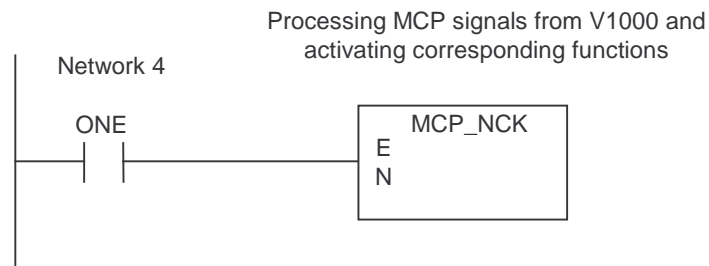 Processing MCP signals from V1000 and
activating corresponding functions
Network 4
ONE
MCP_NCK
E
N